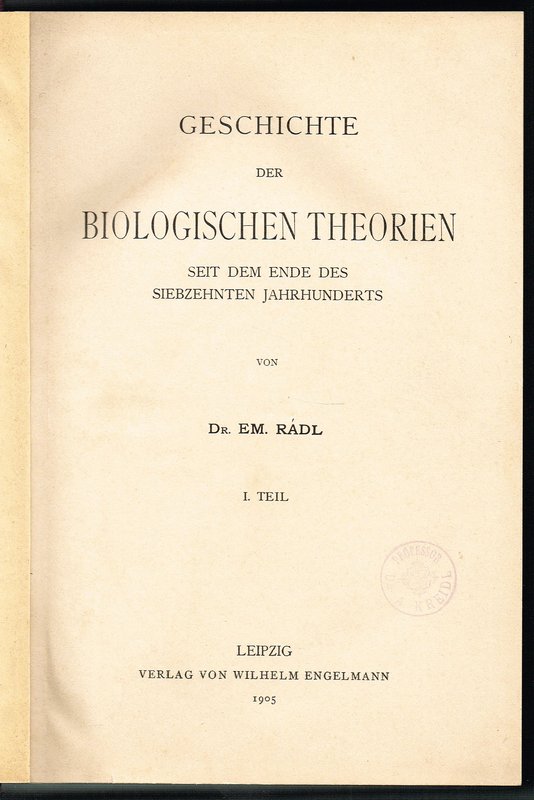 GESCHICHTE
DER
BIOLOGISCHEN THEORIEN
SEIT DEM ENDE DES
SIEBZEHNTEN JAHRHUNDERTS
VON
DR. EM. RÁDL
I. TEIL
PROFESSOR
DR. A. KREIDL
LEIPZIG
VERLAG VON WILHELM ENGELMANN
1905